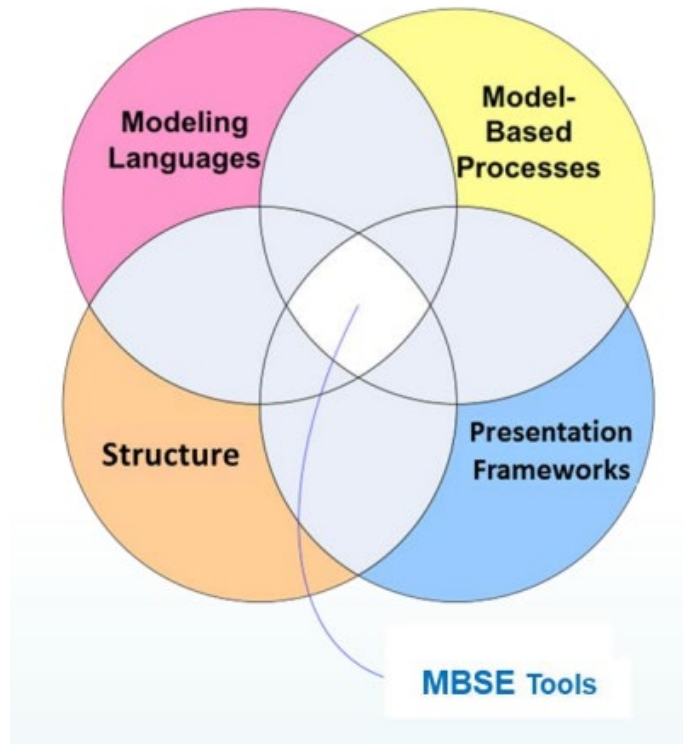 Modeling
Languages
Model-
Based
Processes
Structure
Presentation
Frameworks
MBSE Tools